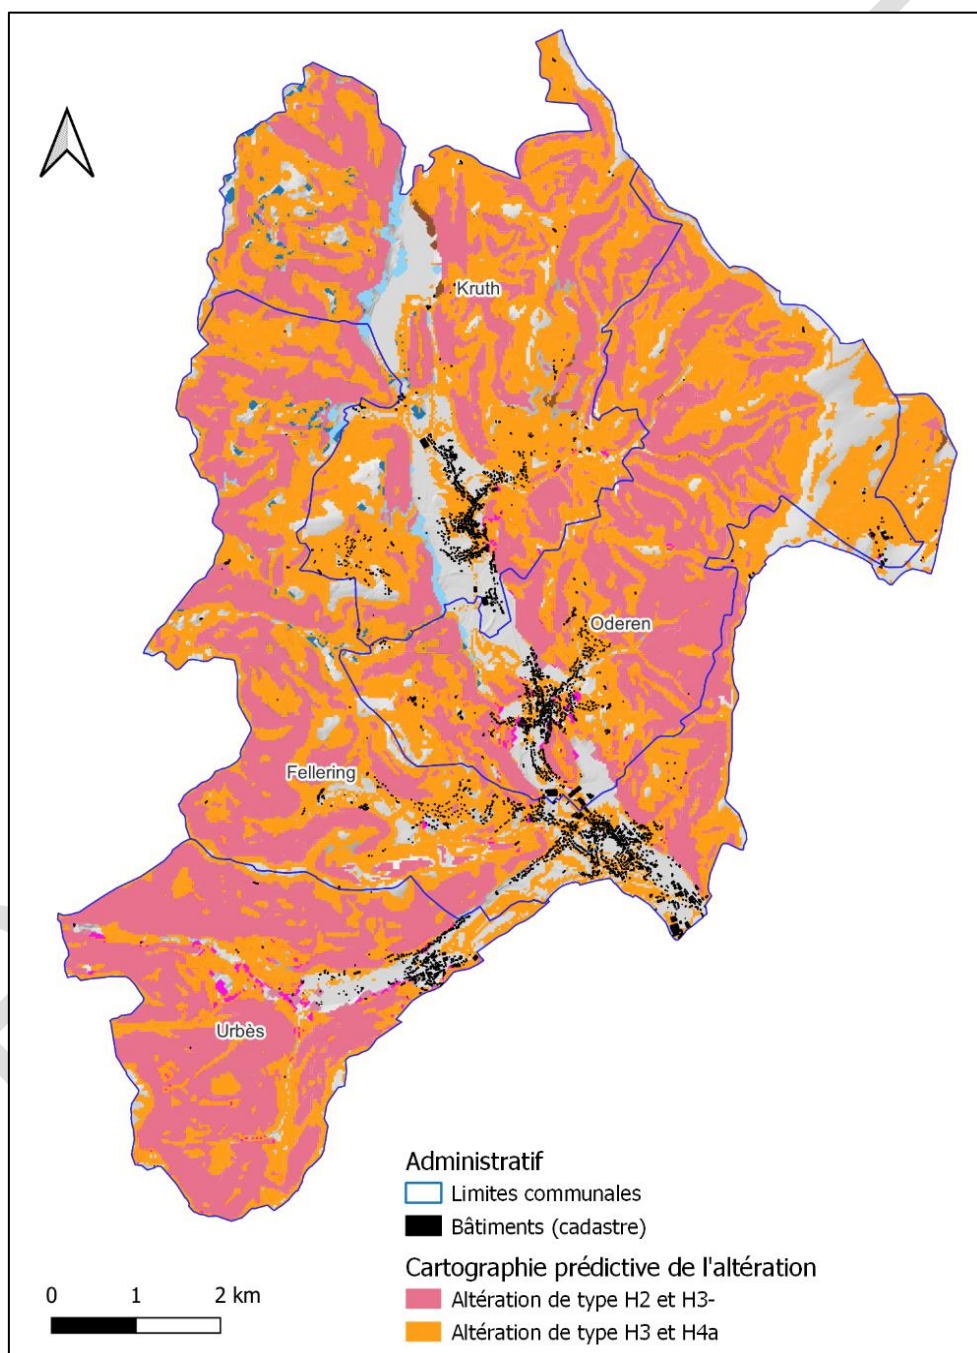 Kruth
Oderen
Fellering
Urbès
Administratif
Limites communales
Bâtiments (cadastre)
Cartographie prédictive de l'altération
Altération de type H2 et H3-
Altération de type H3 et H4a
0 1 2 km